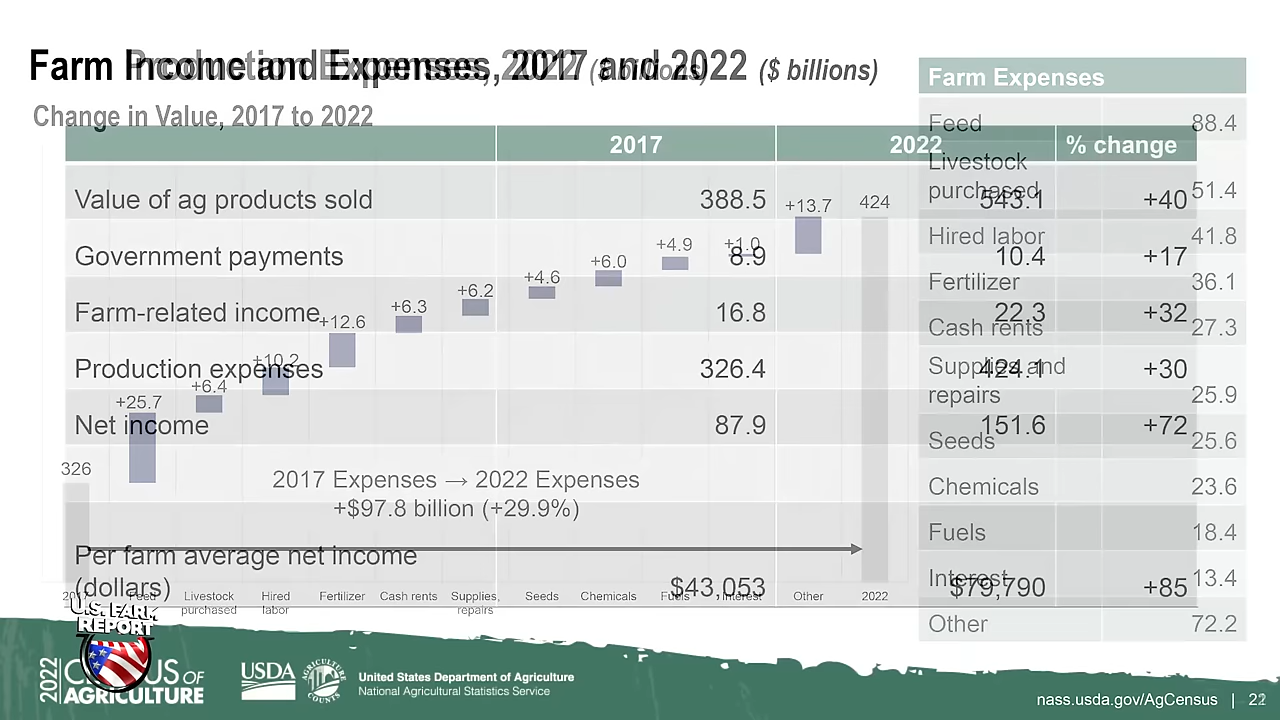 Farm Income and Expenses, 2017 and 2022 ($ billions)
Production Expenses, 2022 ($ billions)
Change in Value, 2017 to 2022
2017 2022 % change
Value of ag products sold 388.5 543.1 +40
Government payments 8.9 10.4 +17
Farm-related income 16.8 22.3 +32
Production expenses 326.4 424.1 +30
Net income 87.9 151.6 +72
Per farm average net income
(dollars) $43,053 $79,790 +85
326
+25.7
+6.4
+10.2
+12.6
+6.3
+6.2
+4.6
+6.0
+4.9
+1.0
+13.7
424
2017 Expenses → 2022 Expenses
+$97.8 billion (+29.9%)
2017 Feed Livestock Hired Fertilizer Cash rents Supplies, Seeds Chemicals Fuels Interest Other 2022
purchased labor repairs
Farm Expenses
Feed 88.4
Livestock
purchased 51.4
Hired labor 41.8
Fertilizer 36.1
Cash rents 27.3
Supplies and
repairs 25.9
Seeds 25.6
Chemicals 23.6
Fuels 18.4
Interest 13.4
Other 72.2
U.S. FARM
REPORT
2022
CENSUS OF
AGRICULTURE
USDA
AGRICULTURE
COUNTS
United States Department of Agriculture
National Agricultural Statistics Service
nass.usda.gov/AgCensus |